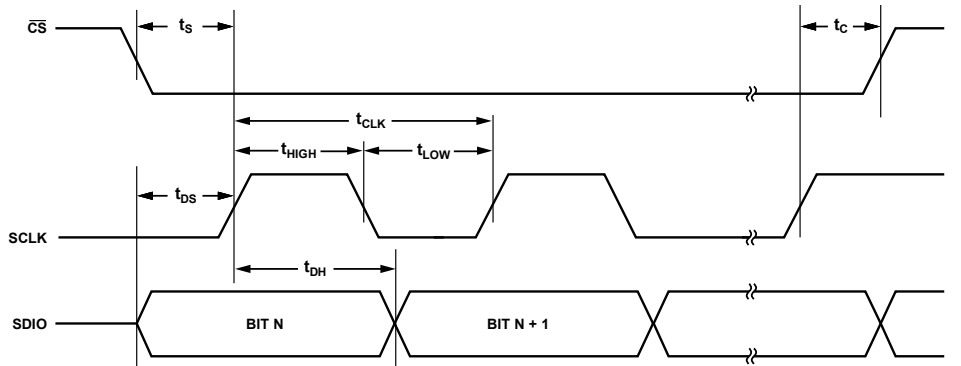 CS
tS
tC
tCLK
tHIGH
tLOW
tDS
SCLK
tDH
SDIO
BIT N
BIT N + 1